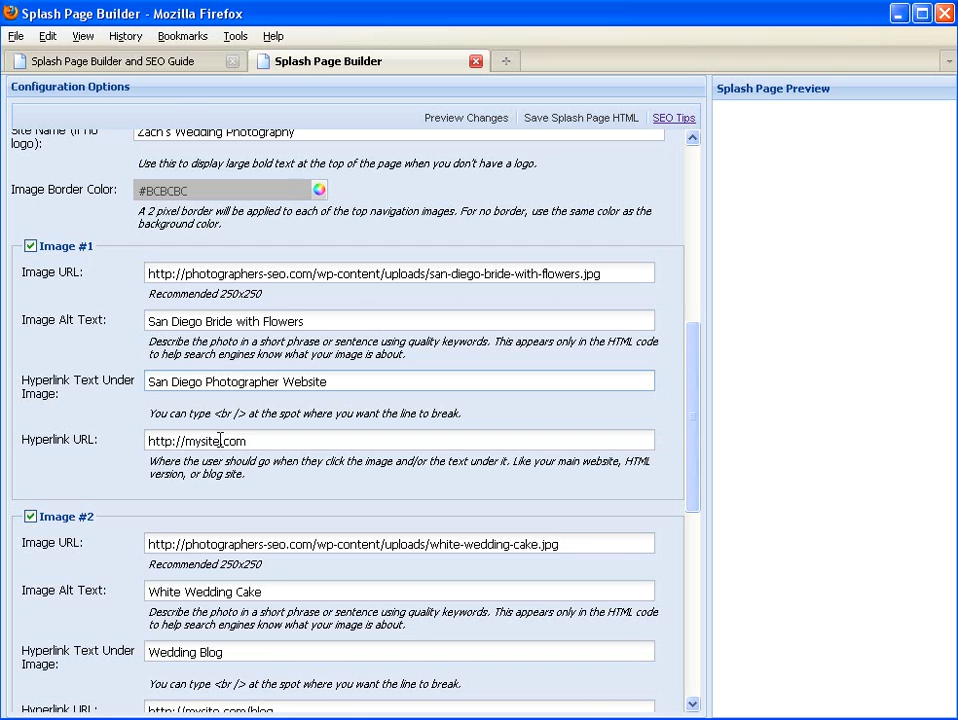 Splash Page Builder - Mozilla Firefox
File Edit View History Bookmarks Tools Help
Splash Page Builder and SEO Guide
Splash Page Builder
Configuration Options
Splash Page Preview
Preview Changes
Save Splash Page HTML
SEO Tips
Site Name (if no
logo):
Zach's Wedding Photography
Use this to display large bold text at the top of the page when you don't have a logo.
Image Border Color:
#BCBCBC
A 2 pixel border will be applied to each of the top navigation images. For no border, use the same color as the
background color.
Image #1
Image URL:
http://photographers-seo.com/wp-content/uploads/san-diego-bride-with-flowers.jpg
Recommended 250x250
Image Alt Text:
San Diego Bride with Flowers
Describe the photo in a short phrase or sentence using quality keywords. This appears only in the HTML code
to help search engines know what your image is about.
Hyperlink Text Under
Image:
San Diego Photographer Website
You can type <br /> at the spot where you want the line to break.
Hyperlink URL:
http://mysite.com
Where the user should go when they click the image and/or the text under it. Like your main website, HTML
version, or blog site.
Image #2
Image URL:
http://photographers-seo.com/wp-content/uploads/white-wedding-cake.jpg
Recommended 250x250
Image Alt Text:
White Wedding Cake
Describe the photo in a short phrase or sentence using quality keywords. This appears only in the HTML code
to help search engines know what your image is about.
Hyperlink Text Under
Image:
Wedding Blog
You can type <br /> at the spot where you want the line to break.
Hyperlink URL:
http://mysite.com/blog